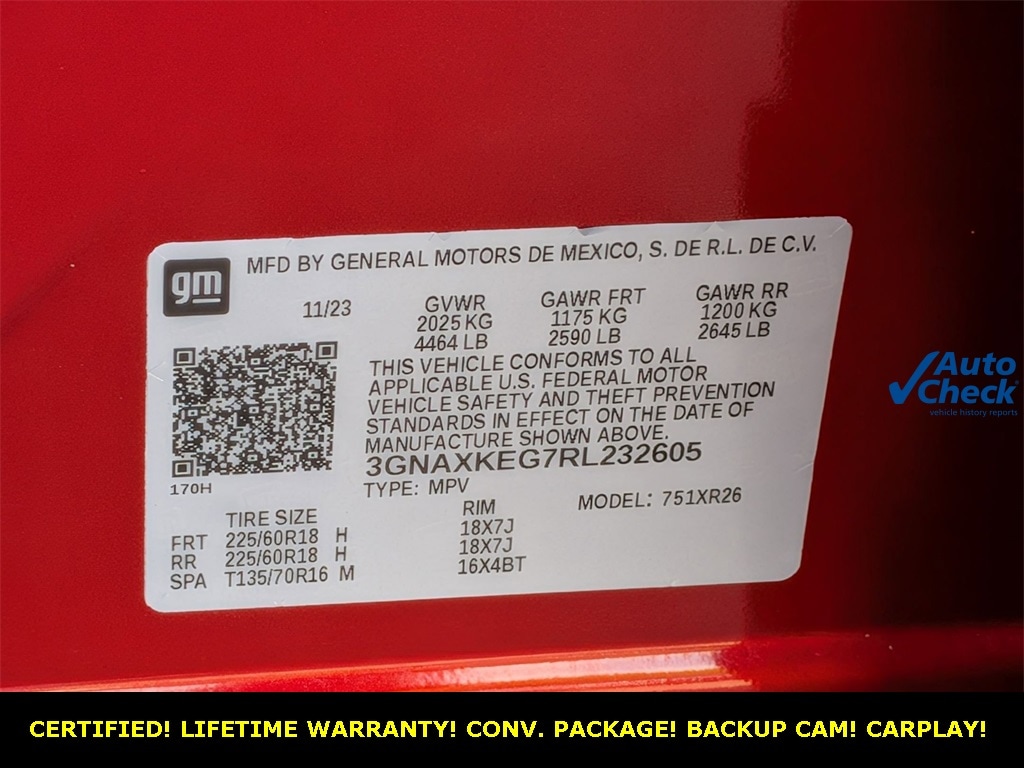 gm
MFD BY GENERAL MOTORS DE MEXICO, S. DE R.L. DE C.V.
11/23
GVWR
2025 KG
4464 LB
GAWR FRT
1175 KG
2590 LB
GAWR RR
1200 KG
2645 LB
THIS VEHICLE CONFORMS TO ALL
APPLICABLE U.S. FEDERAL MOTOR
VEHICLE SAFETY AND THEFT PREVENTION
STANDARDS IN EFFECT ON THE DATE OF
MANUFACTURE SHOWN ABOVE.
3GNAXKEG7RL232605
170H
TYPE: MPV
MODEL: 751XR26
TIRE SIZE
RIM
FRT 225/60R18 H 18X7J
RR 225/60R18 H 18X7J
SPA T135/70R16 M 16X4BT
Auto
Check
vehicle history reports
CERTIFIED! LIFETIME WARRANTY! CONV. PACKAGE! BACKUP CAM! CARPLAY!